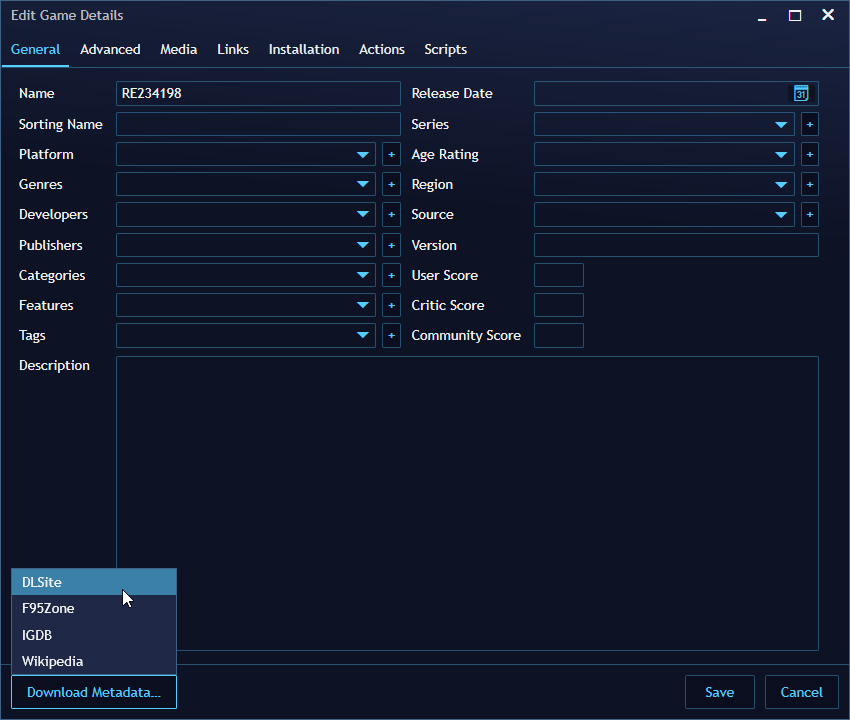 Edit Game Details
General Advanced Media Links Installation Actions Scripts
Name RE234198 Release Date 31
Sorting Name Series +
Platform + Age Rating +
Genres + Region +
Developers + Source +
Publishers + Version
Categories + User Score
Features + Critic Score
Tags + Community Score
Description
DLSite
F95Zone
IGDB
Wikipedia
Download Metadata... Save Cancel